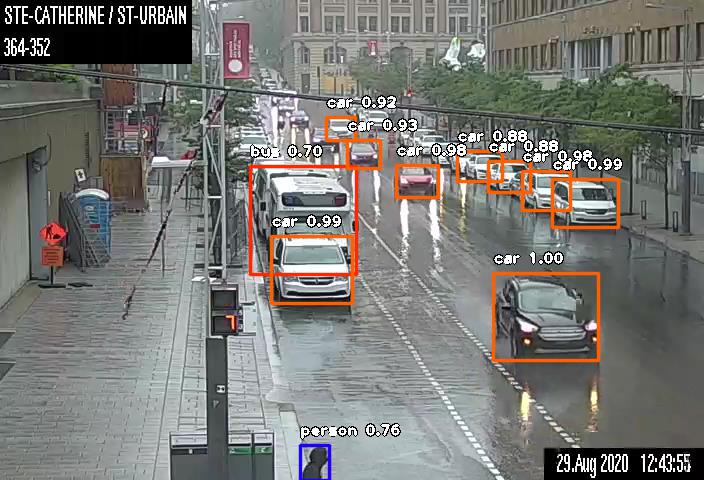 STE-CATHERINE / ST-URBAIN
364-352
car 0.92
car 0.93
bus 0.70
car 0.98
car 0.88
car 0.88
car 0.98
car 0.99
car 0.99
car 1.00
person 0.76
29.Aug 2020 12:43:55